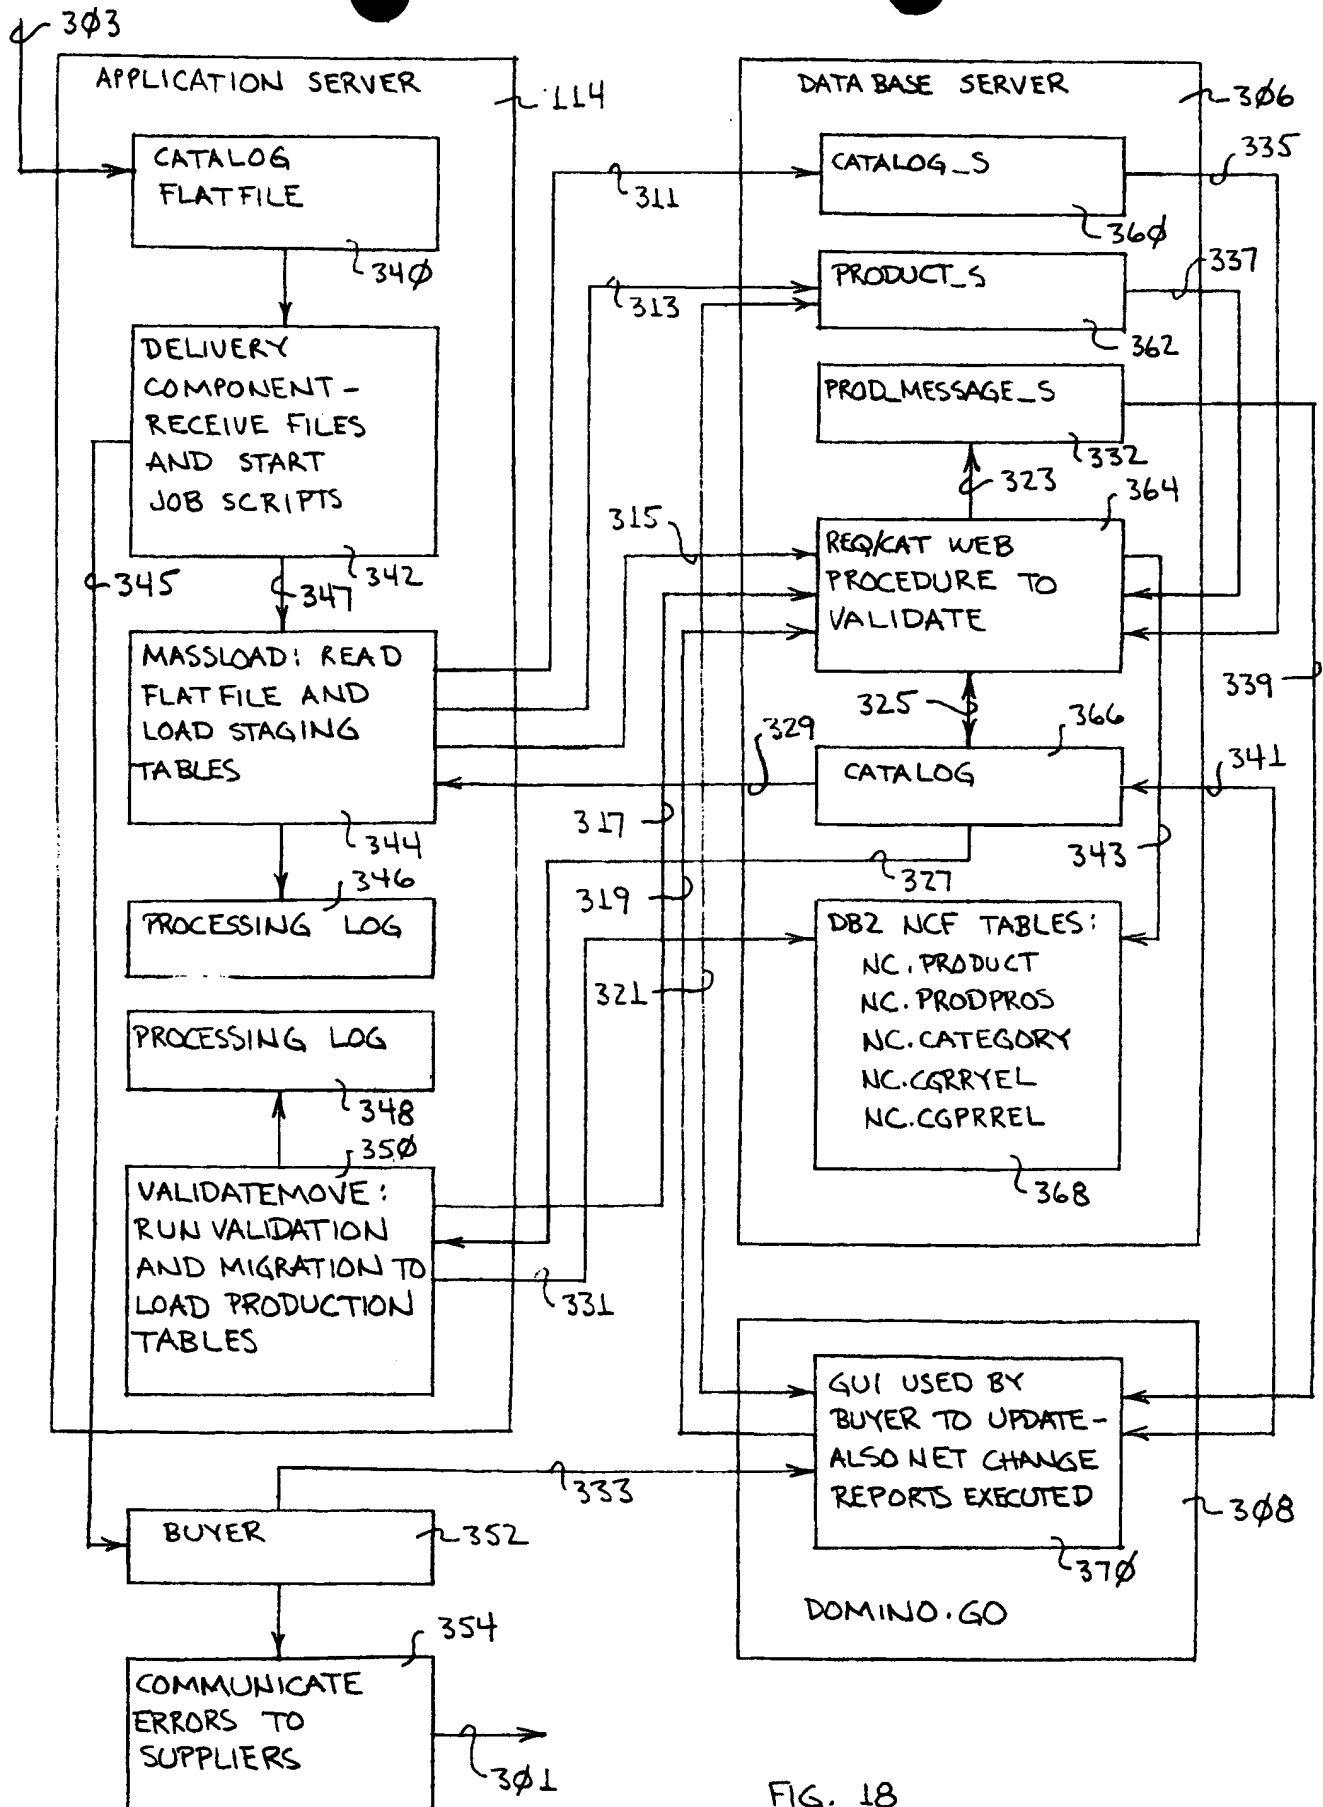 303
APPLICATION SERVER
114
CATALOG
FLATFILE
340
DELIVERY
COMPONENT-
RECEIVE FILES
AND START
JOB SCRIPTS
342
345
347
MASSLOAD: READ
FLATFILE AND
LOAD STAGING
TABLES
344
346
PROCESSING LOG
PROCESSING LOG
348
350
VALIDATEMOVE:
RUN VALIDATION
AND MIGRATION TO
LOAD PRODUCTION
TABLES
331
BUYER
352
333
354
COMMUNICATE
ERRORS TO
SUPPLIERS
301
311
313
315
317
319
321
329
327
DATABASE SERVER
306
335
CATALOG_S
360
337
PRODUCT_S
362
PROD_MESSAGE_S
332
323
364
REQ/CAT WEB
PROCEDURE TO
VALIDATE
325
366
339
CATALOG
341
343
DB2 NCF TABLES:
NC.PRODUCT
NC.PRODPROS
NC.CATEGORY
NC.CGRRYEL
NC.CGPRREL
368
GUI USED BY
BUYER TO UPDATE-
ALSO NET CHANGE
REPORTS EXECUTED
370
308
DOMINO.GO
FIG. 18